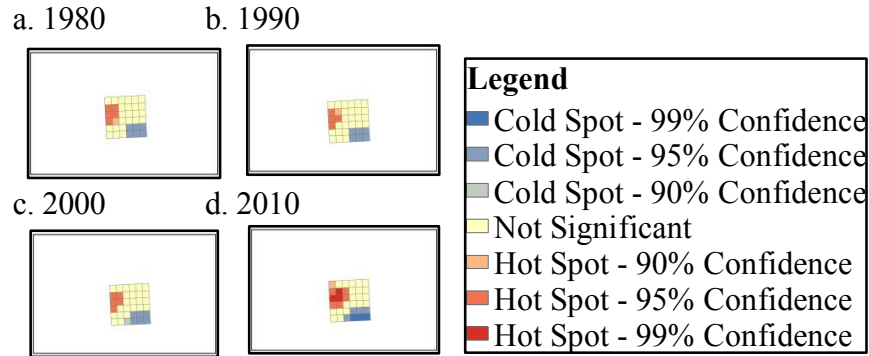 a. 1980
b. 1990
c. 2000
d. 2010
Legend
Cold Spot - 99% Confidence
Cold Spot - 95% Confidence
Cold Spot - 90% Confidence
Not Significant
Hot Spot - 90% Confidence
Hot Spot - 95% Confidence
Hot Spot - 99% Confidence